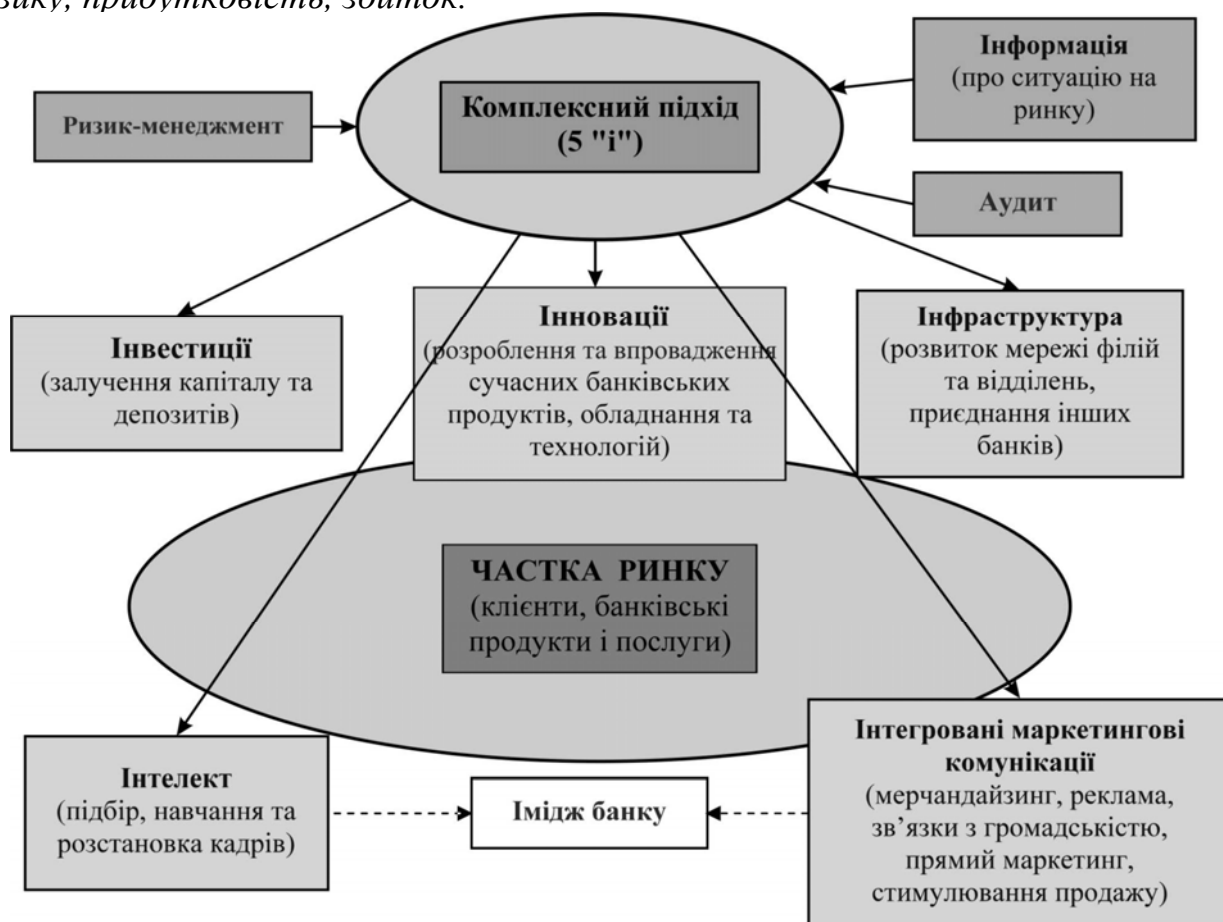 прибутковість, збиток.
Інформація
(про ситуацію на
ринку)
Комплексний підхід
(5 "і")
Ризик-менеджмент
Аудит
Інвестиції
(залучення капіталу та
депозитів)
Інновації
(розроблення та впровадження
сучасних банківських
продуктів, обладнання та
технологій)
Інфраструктура
(розвиток мережі філій
та відділень,
приєднання інших
банків)
ЧАСТКА РИНКУ
(клієнти, банківські
продукти і послуги)
Інтелект
(підбір, навчання та
розстановка кадрів)
Імідж банку
Інтегровані маркетингові
комунікації
(мерчандайзинг, реклама,
зв’язки з громадськістю,
прямий маркетинг,
стимулювання продажу)